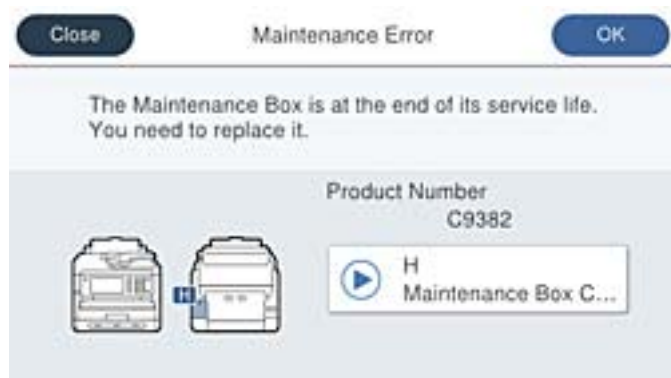 Close
Maintenance Error
OK
The Maintenance Box is at the end of its service life.
You need to replace it.
Product Number
C9382
H
H
Maintenance Box C...